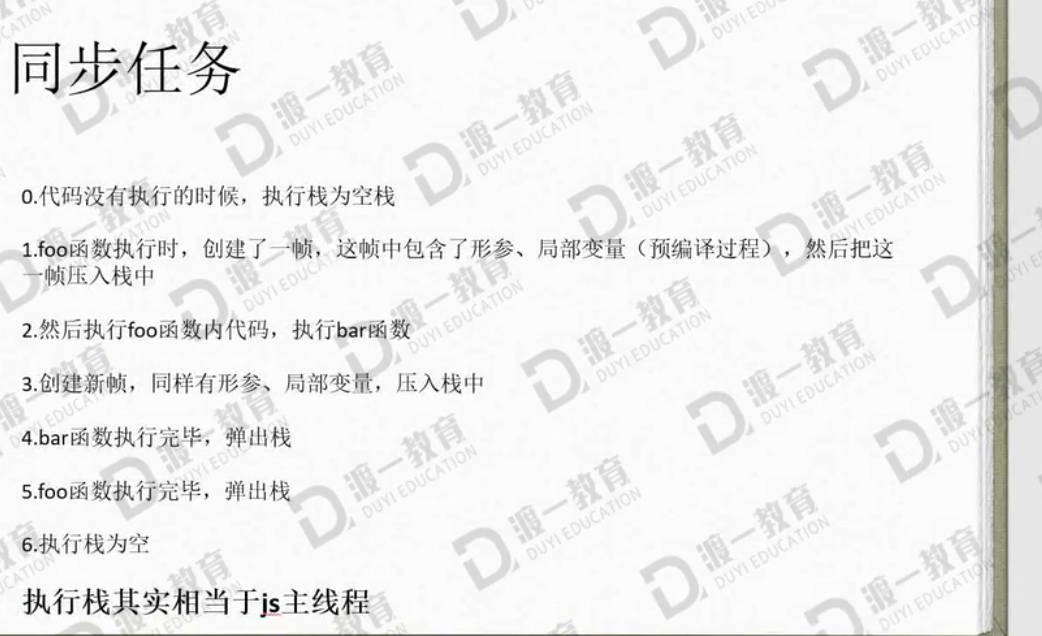 同步任务
0.代码没有执行的时候，执行栈为空栈
1.foo函数执行时，创建了一帧，这帧中包含了形参、局部变量（预编译过程），然后把这
一帧压入栈中
2.然后执行foo函数内代码，执行bar函数
3.创建新帧，同样有形参、局部变量，压入栈中
4.bar函数执行完毕，弹出栈
5.foo函数执行完毕，弹出栈
6.执行栈为空
执行栈其实相当于js主线程
渡一教育
DUYI EDUCATION